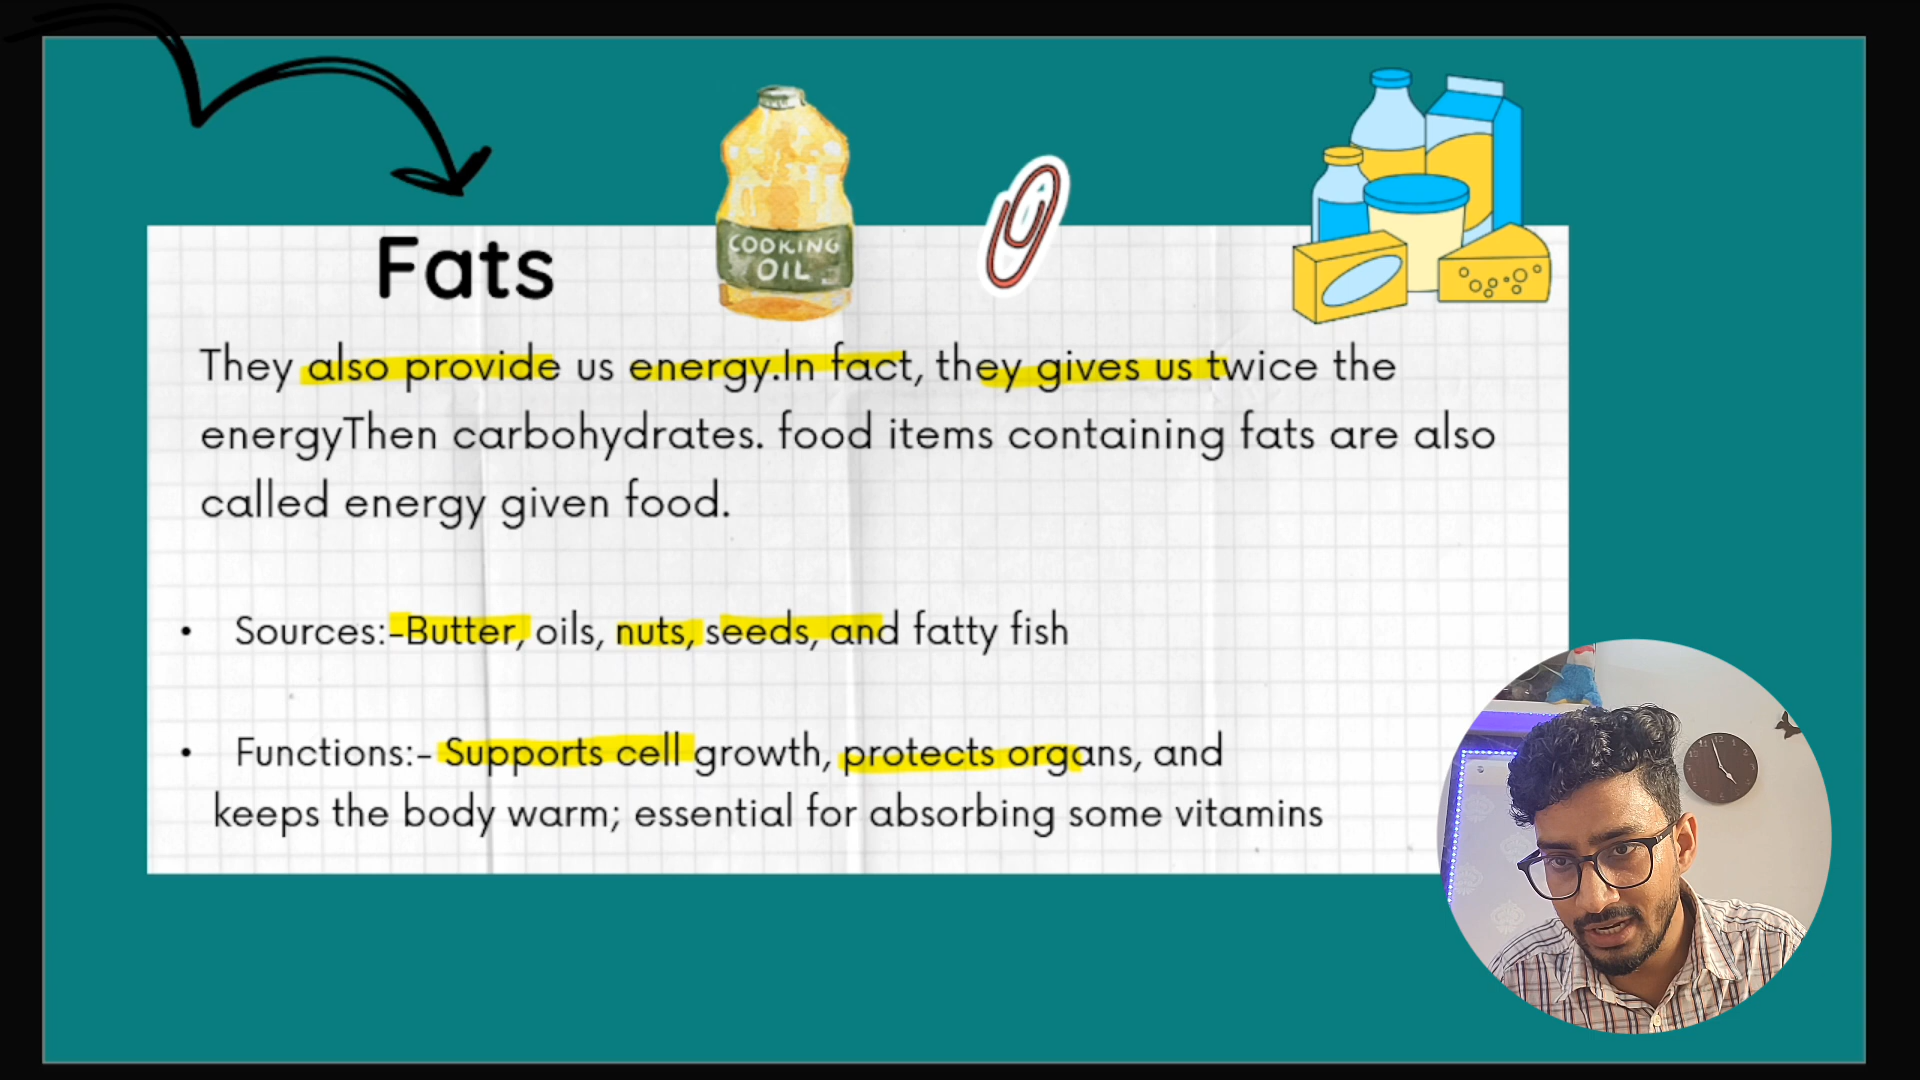 COOKING
OIL
Fats
They also provide us energy.In fact, they gives us twice the
energyThen carbohydrates. food items containing fats are also
called energy given food.
• Sources:-Butter, oils, nuts, seeds, and fatty fish
• Functions:- Supports cell growth, protects organs, and
keeps the body warm; essential for absorbing some vitamins